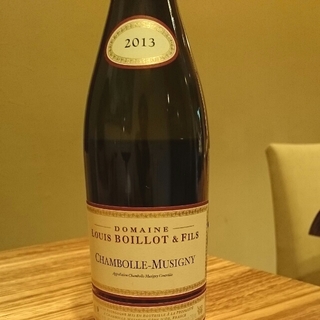 2013
DOMAINE
LOUIS BOILLOT & FILS
CHAMBOLLE-MUSIGNY
Appellation Chambolle-Musigny Contrôlée